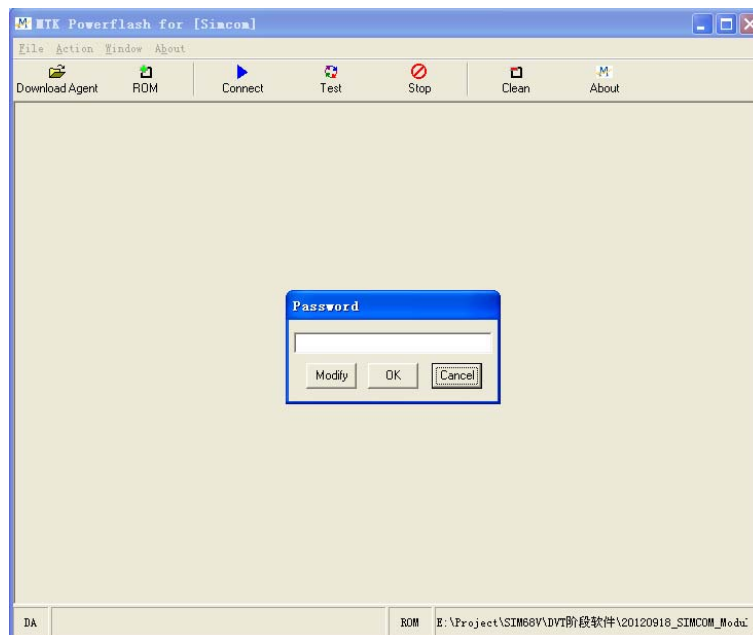 MTK Powerflash for [Simcom]
File Action Window About
Download Agent ROM Connect Test Stop Clean About
Password
Modify OK Cancel
DA ROM E:\Project\SIM68V\DVT阶段软件\20120918_SIMCOM_Modul